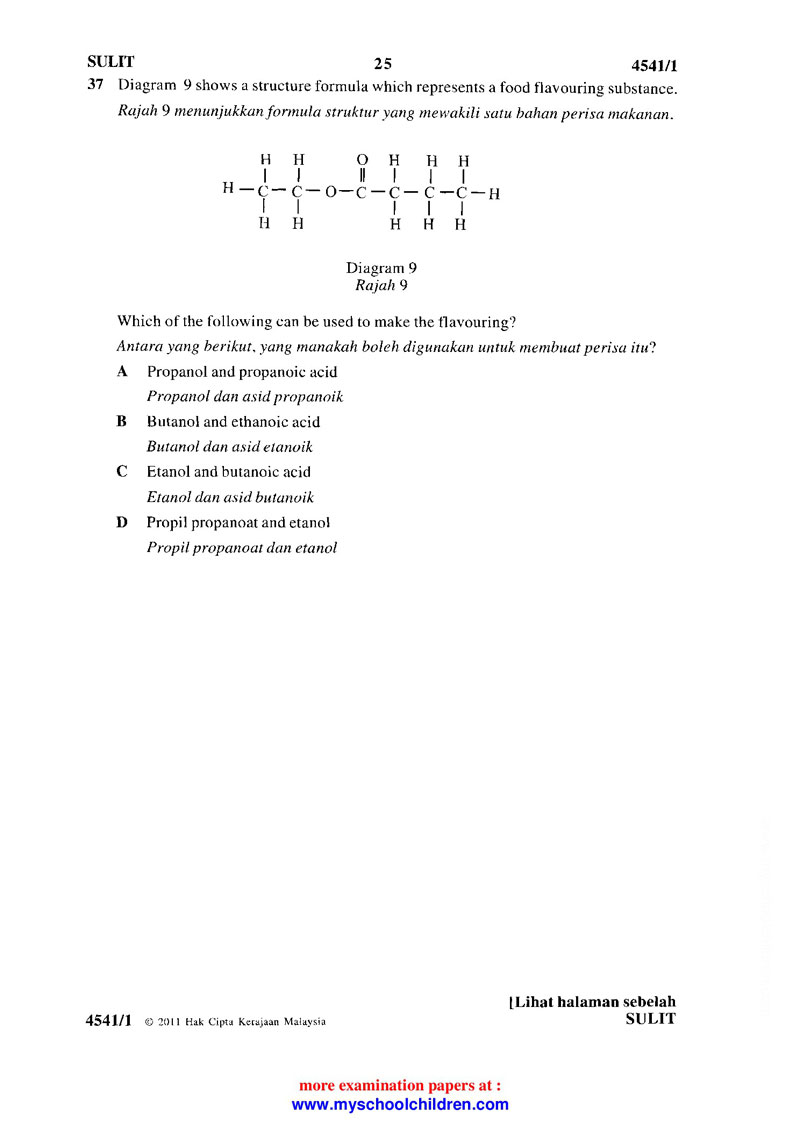 SULIT 25 4541/1
37 Diagram 9 shows a structure formula which represents a food flavouring substance.
Rajah 9 menunjukkan formula struktur yang mewakili satu bahan perisa makanan.
H H O H H H
H — C — C — O — C — C — C — C — H
H H H H H
Diagram 9
Rajah 9
Which of the following can be used to make the flavouring?
Antara yang berikut, yang manakah boleh digunakan untuk membuat perisa itu?
A Propanol and propanoic acid
Propanol dan asid propanoik
B Butanol and ethanoic acid
Butanol dan asid etanoik
C Etanol and butanoic acid
Etanol dan asid butanoik
D Propil propanoat and etanol
Propil propanoat dan etanol
[Lihat halaman sebelah
4541/1 © 2011 Hak Cipta Kerajaan Malaysia SULIT
more examination papers at :
www.myschoolchildren.com